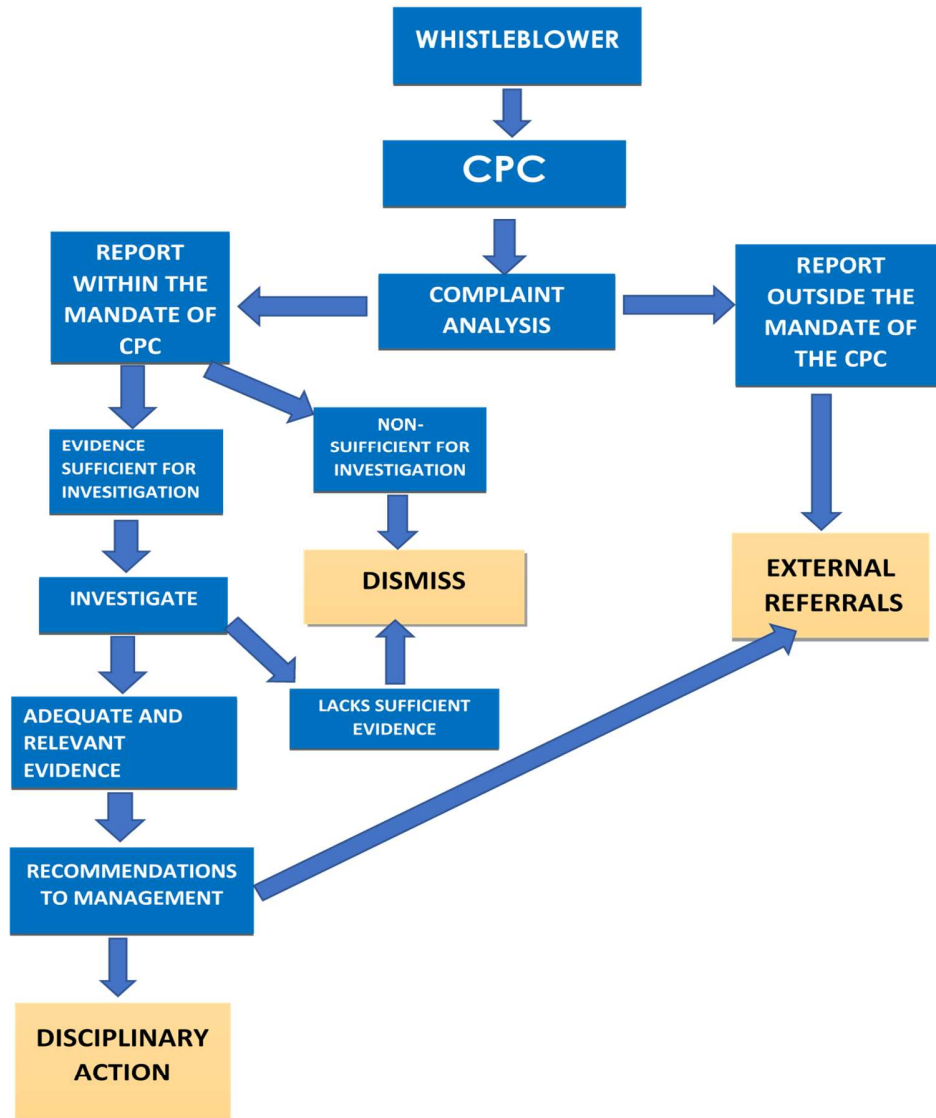 WHISTLEBLOWER
CPC
COMPLAINT
ANALYSIS
REPORT
WITHIN THE
MANDATE OF
CPC
REPORT
OUTSIDE THE
MANDATE OF
THE CPC
EVIDENCE
SUFFICIENT FOR
INVESITIGATION
NON-
SUIFFICIENT FOR
INVESTIGATION
DISMISS
EXTERNAL
REFERRALS
INVESTIGATE
LACKS SUFFICIENT
EVIDENCE
ADEQUATE AND
RELEVANT
EVIDENCE
RECOMMENDATIONS
TO MANAGEMENT
DISCIPLINARY
ACTION